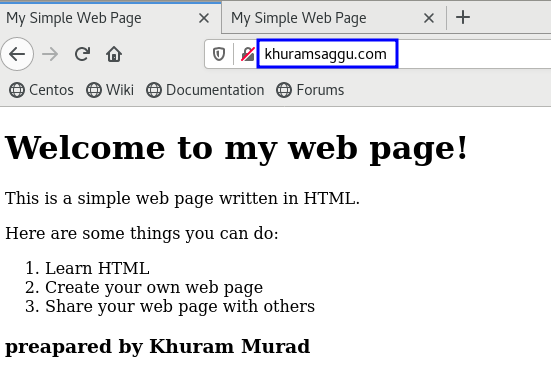 My Simple Web Page
My Simple Web Page
khuramsaggu.com
Centos Wiki Documentation Forums
Welcome to my web page!
This is a simple web page written in HTML.
Here are some things you can do:
1. Learn HTML
2. Create your own web page
3. Share your web page with others
preapared by Khuram Murad